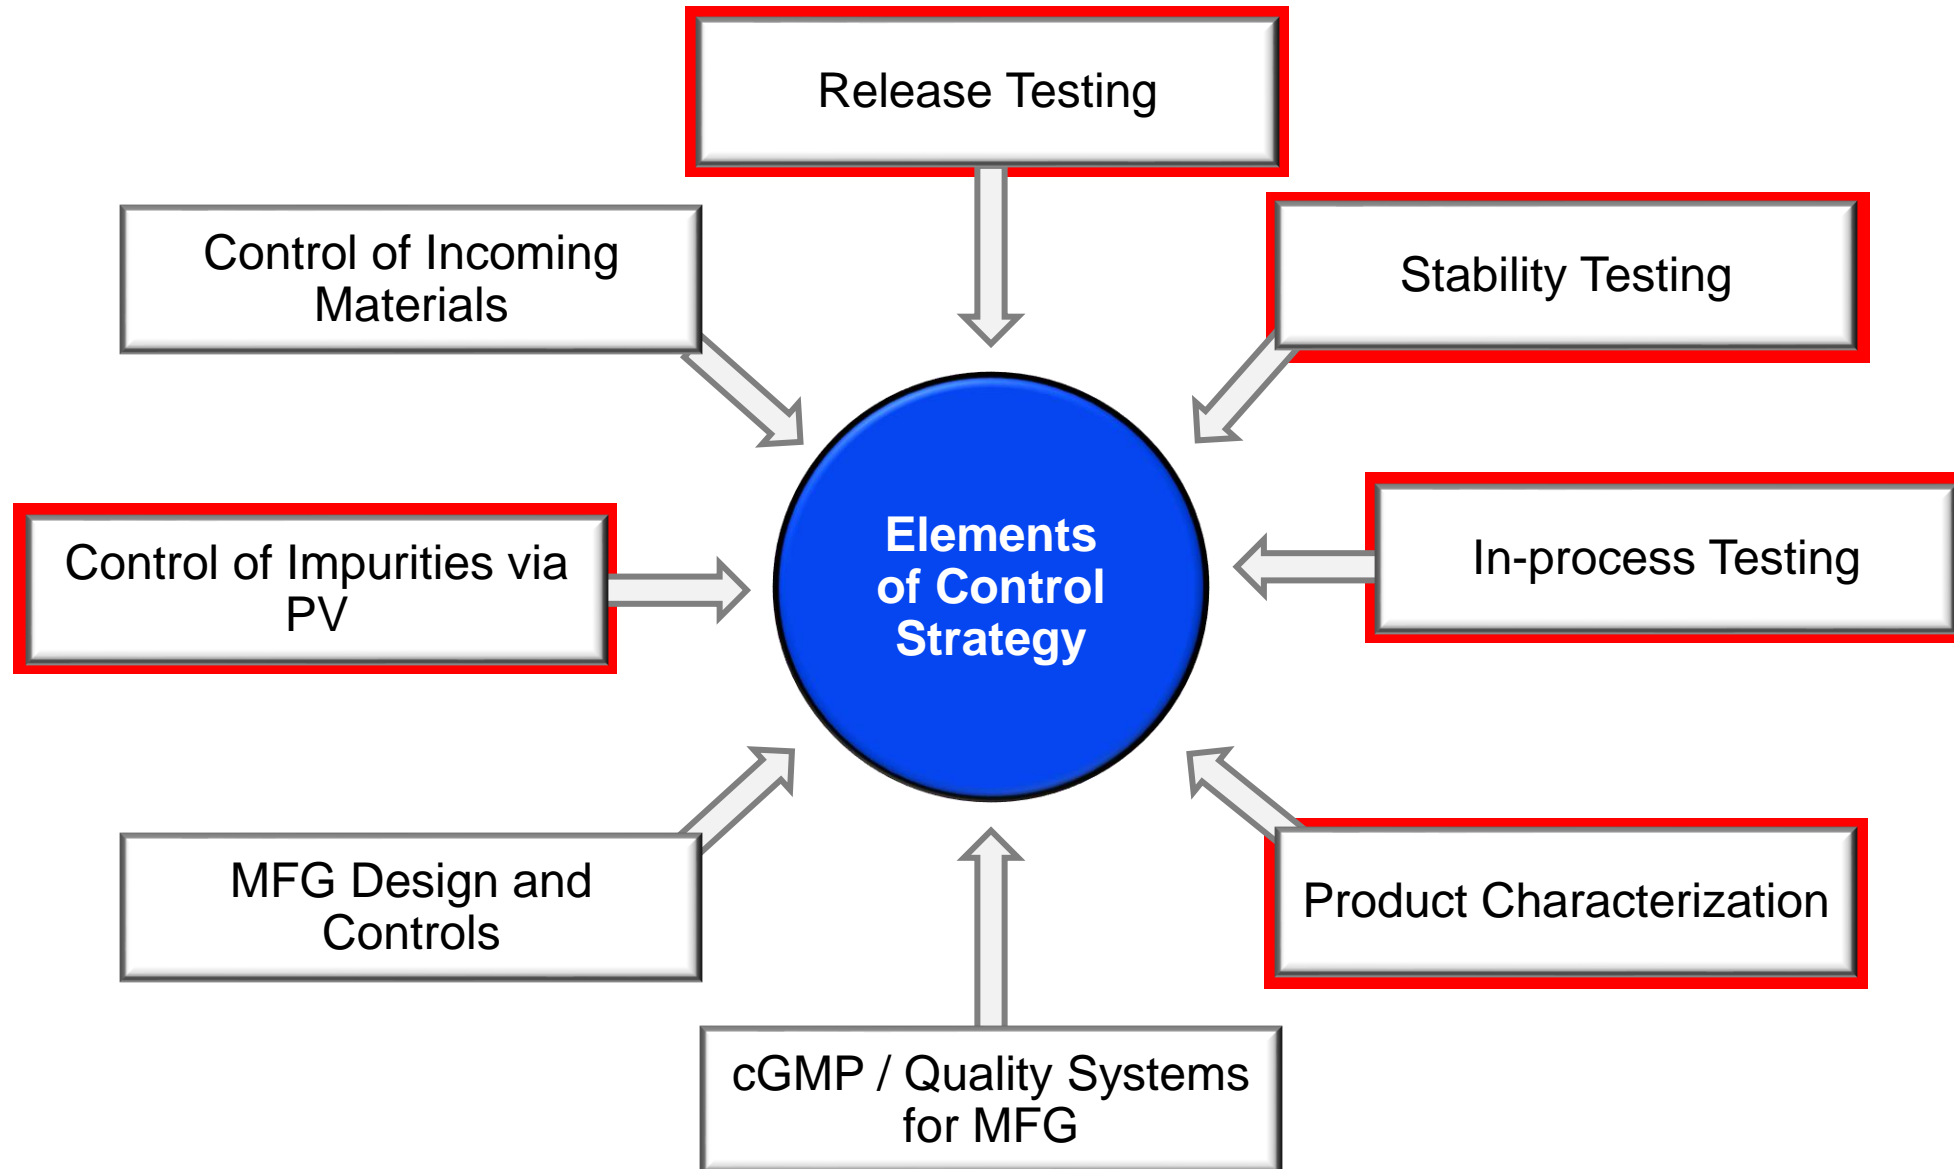 Release Testing
Control of Incoming
Materials
Stability Testing
Control of Impurities via
PV
Elements
of Control
Strategy
In-process Testing
MFG Design and
Controls
Product Characterization
cGMP / Quality Systems
for MFG